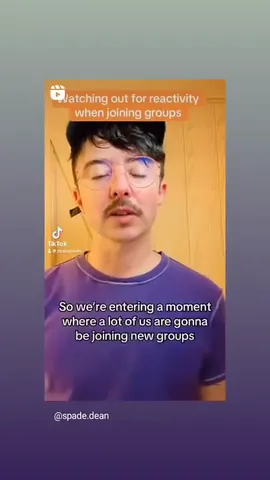 Watching out for reactivity
when joining groups
TikTok
So we're entering a moment
where a lot of us are gonna
be joining new groups
@spade.dean